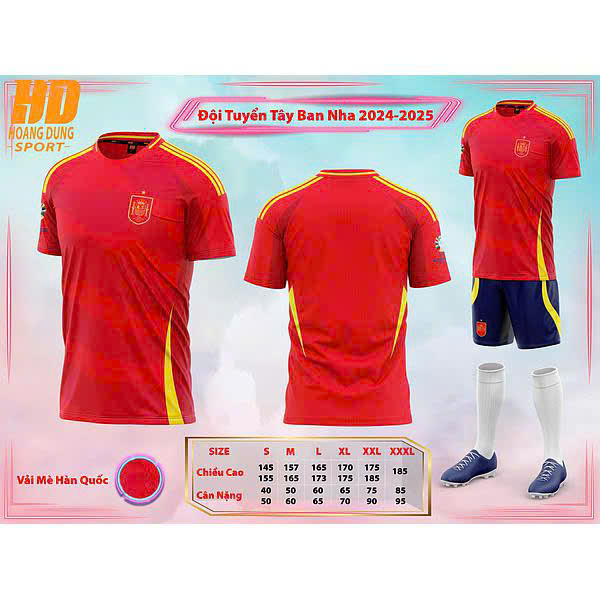 HD
HOANG DUNG
SPORT
Đội Tuyển Tây Ban Nha 2024-2025
Vải Mè Hàn Quốc
SIZE S M L XL XXL XXXL
Chiều Cao 145 157 165 170 175 185
155 165 173 175 185
Cân Nặng 40 50 60 65 75 85
50 60 65 70 90 95